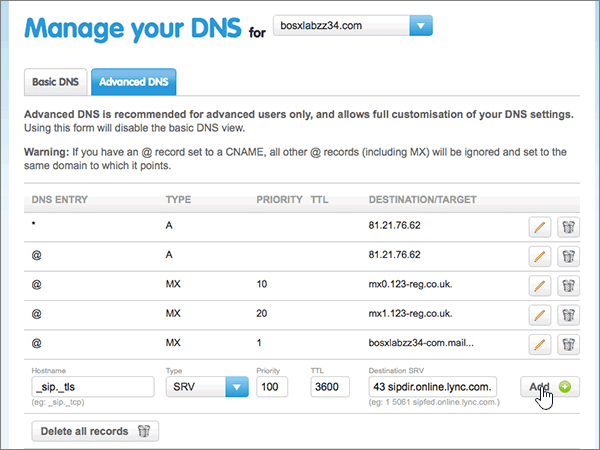 Manage your DNS for bosxlabzz34.com
Basic DNS Advanced DNS
Advanced DNS is recommended for advanced users only, and allows full customisation of your DNS settings.
Using this form will disable the basic DNS view.
Warning: If you have an @ record set to a CNAME, all other @ records (including MX) will be ignored and set to the
same domain to which it points.
DNS ENTRY TYPE PRIORITY TTL DESTINATION/TARGET
* A 81.21.76.62
@ A 81.21.76.62
@ MX 10 mx0.123-reg.co.uk.
@ MX 20 mx1.123-reg.co.uk.
@ MX 1 bosxlabzz34-com.mail...
Hostname Type Priority TTL Destination SRV
_sip._tls SRV 100 3600 43 sipdir.online.lync.com. Add
(eg: _sip._tcp) (eg: 1 5061 sipfed.online.lync.com.)
Delete all records